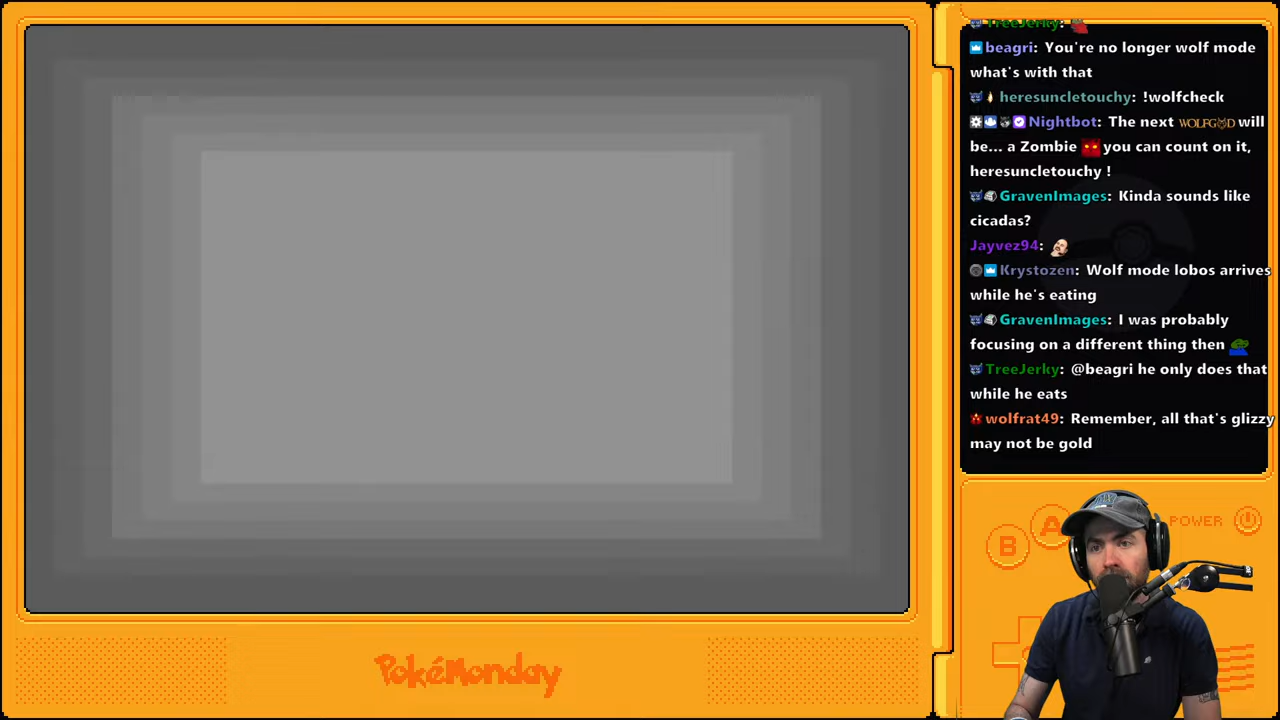 TreeJerky:
beagri: You're no longer wolf mode
what's with that
heresuncletouchy: !wolfcheck
Nightbot: The next WOLFGOD will
be... a Zombie you can count on it,
heresuncletouchy !
GravenImages: Kinda sounds like
cicadas?
Jayvez94:
Krystozen: Wolf mode lobos arrives
while he's eating
GravenImages: I was probably
focusing on a different thing then
TreeJerky: @beagri he only does that
while he eats
wolfrat49: Remember, all that's glizzy
may not be gold
B A POWER
PokéMonday